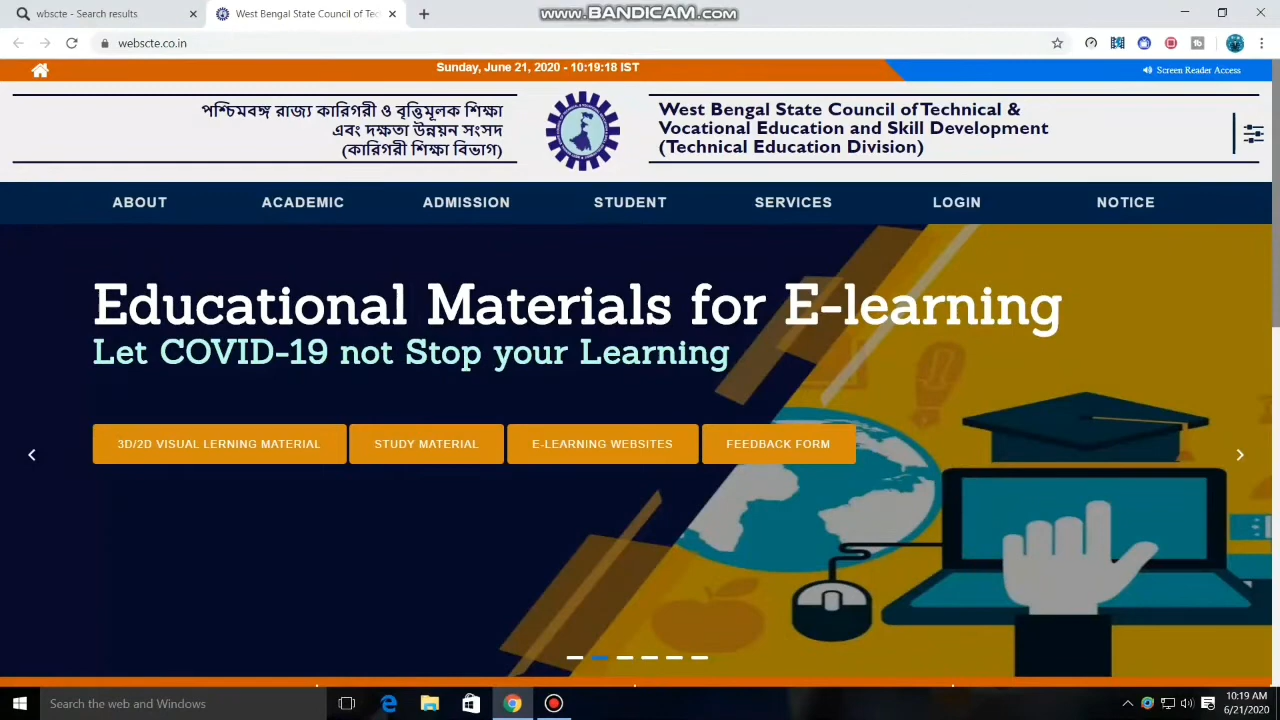 wbscte - Search results
West Bengal State Council of Tec
www.BANDICAM.com
webscte.co.in
Sunday, June 21, 2020 - 10:19:18 IST
Screen Reader Access
পশ্চিমবঙ্গ রাজ্য কারিগরী ও বৃত্তিমূলক শিক্ষা
এবং দক্ষতা উন্নয়ন সংসদ
(কারিগরী শিক্ষা বিভাগ)
West Bengal State Council of Technical &
Vocational Education and Skill Development
(Technical Education Division)
ABOUT
ACADEMIC
ADMISSION
STUDENT
SERVICES
LOGIN
NOTICE
Educational Materials for E-learning
Let COVID-19 not Stop your Learning
3D/2D VISUAL LERNING MATERIAL
STUDY MATERIAL
E-LEARNING WEBSITES
FEEDBACK FORM
Search the web and Windows
10:19 AM
6/21/2020